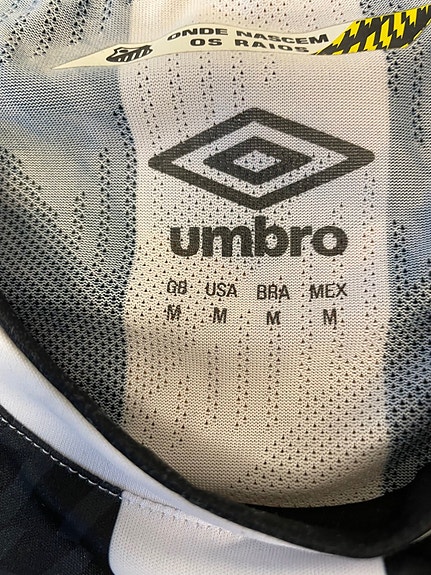 ONDE NASCEM
OS RAIOS
umbro
GB USA BRA MEX
M M M M